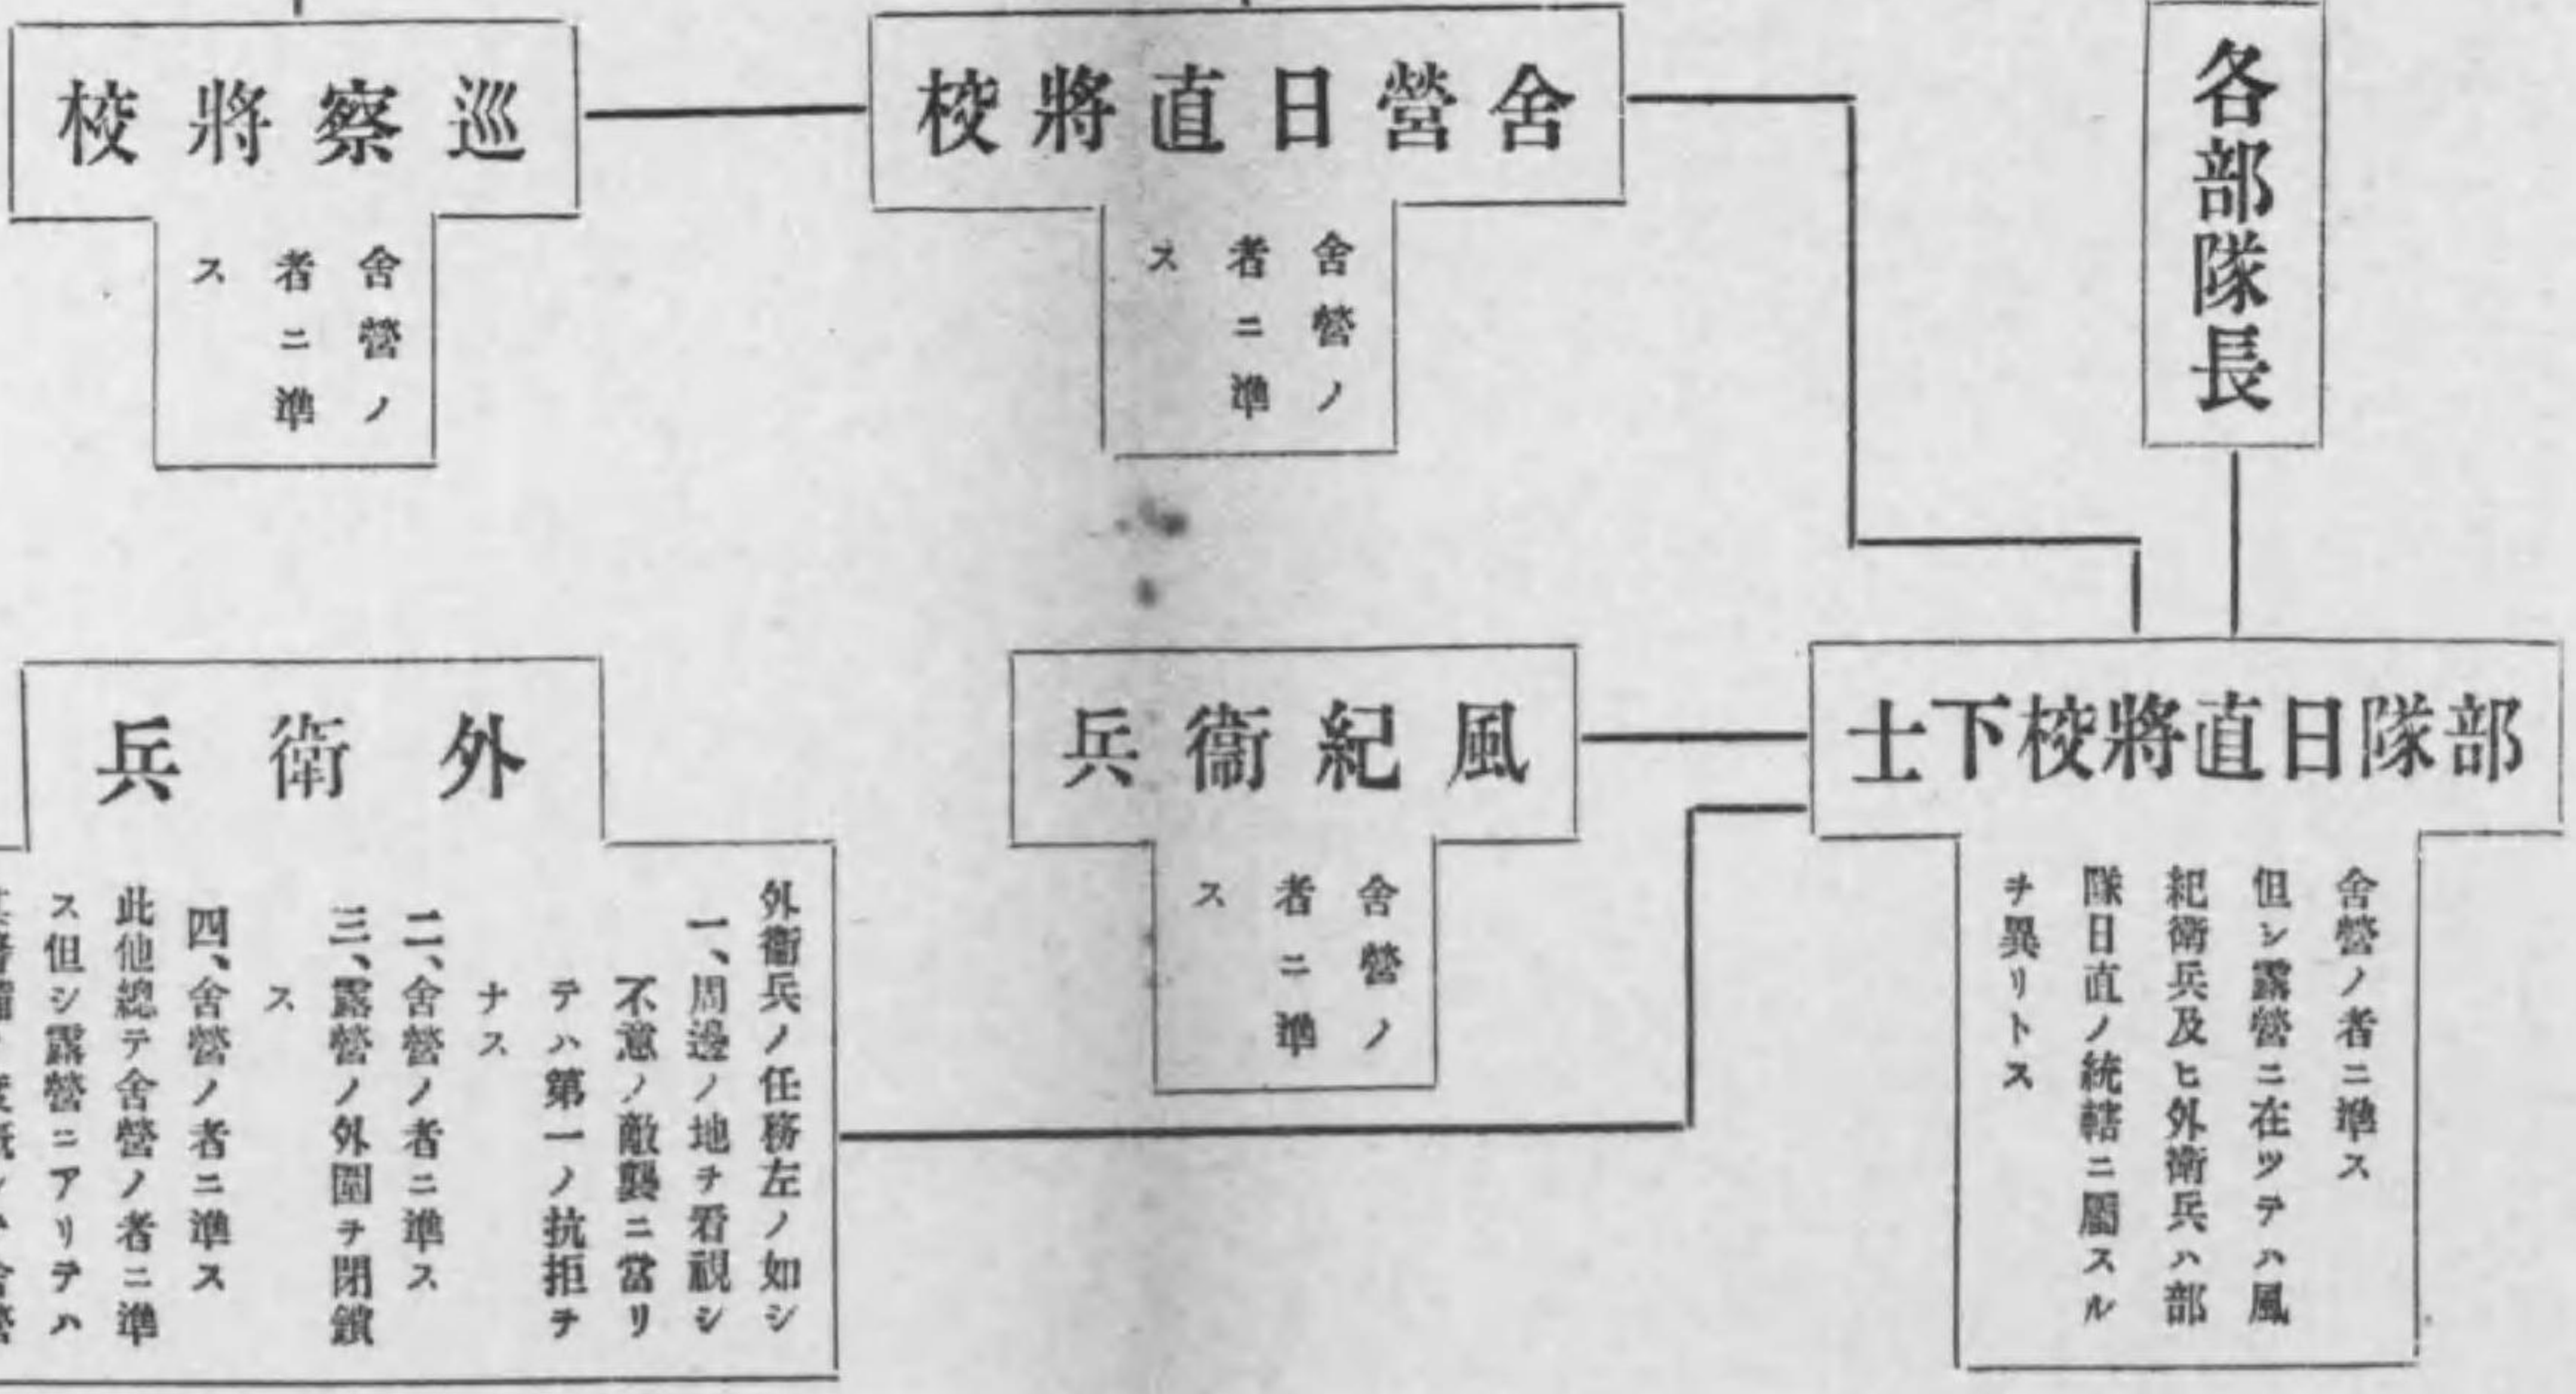 各部隊長
舍營日直將校
舍營ノ
者ニ準
ス
巡察將校
舍營ノ
者ニ準
ス
部隊日直將校下士
舍營ノ者ニ準ス
但シ露營ニ在ツテハ風
紀衛兵及ヒ外衛兵ハ部
隊日直ノ統轄ニ屬スル
ヲ異リトス
風紀衞兵
舍營ノ
者ニ準
ス
外衛兵
外衞兵ノ任務左ノ如シ
一、周邊ノ地ヲ看視シ
不意ノ敵襲ニ當リ
テハ第一ノ抗拒ヲ
ナス
二、舍營ノ者ニ準ス
三、露營ノ外圍ヲ閉鎖
ス
四、舍營ノ者ニ準ス
此他總テ舍營ノ者ニ準
ス但シ露營ニアリテハ